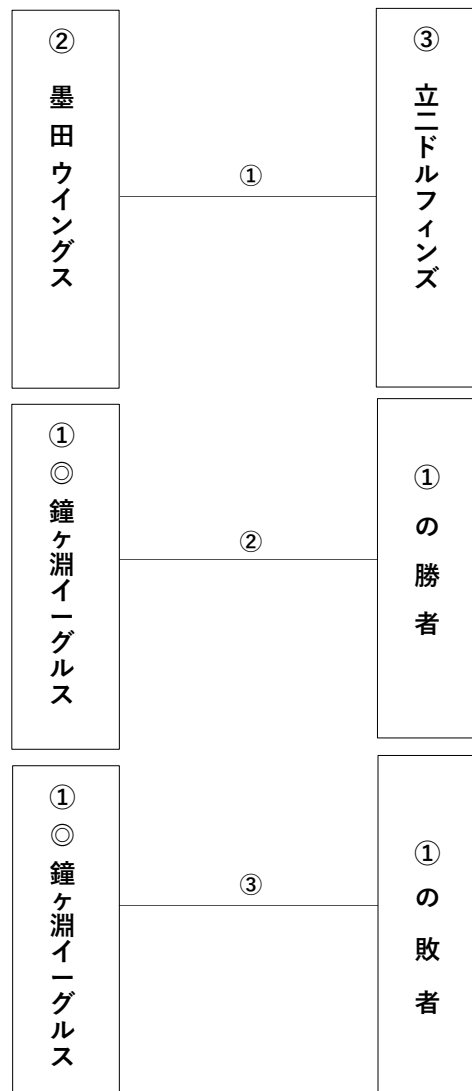 ② 墨田ウイングス
①
③ 立二ドルフィンズ
① ◎ 鐘ヶ淵イーグルス
②
①の勝者
① ◎ 鐘ヶ淵イーグルス
③
①の敗者